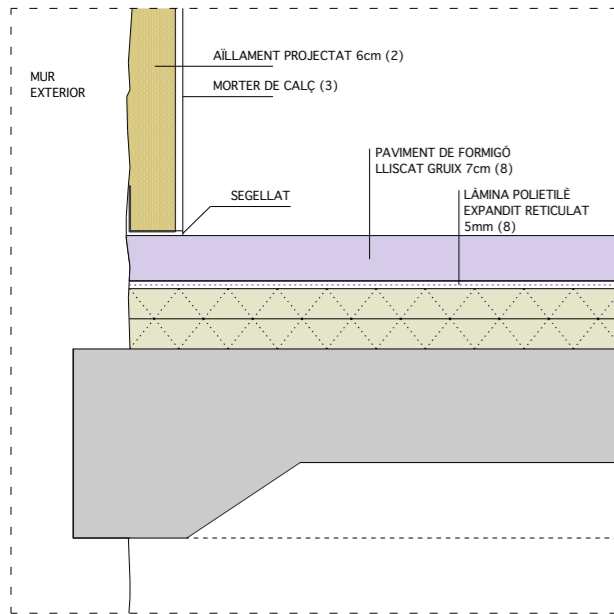 AÏLLAMENT PROJECTAT 6cm (2)
MUR
EXTERIOR
MORTER DE CALÇ (3)
PAVIMENT DE FORMIGÓ
LLISCAT GRUIX 7cm (8)
SEGELLAT
LÀMINA POLIETILÈ
EXPANDIT RETICULAT
5mm (8)